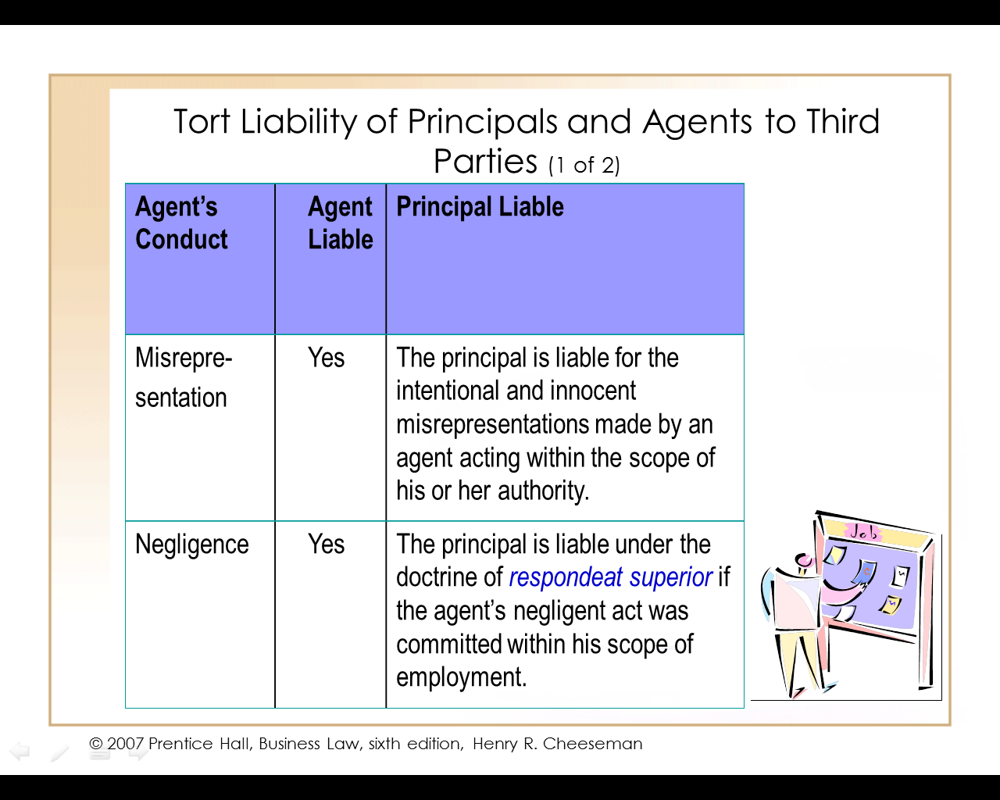 Tort Liability of Principals and Agents to Third
Parties (1 of 2)
Agent’s
Conduct
Agent
Liable
Principal Liable
Misrepre-
sentation
Yes
The principal is liable for the
intentional and innocent
misrepresentations made by an
agent acting within the scope of
his or her authority.
Negligence
Yes
The principal is liable under the
doctrine of respondeat superior if
the agent’s negligent act was
committed within his scope of
employment.
Job
© 2007 Prentice Hall, Business Law, sixth edition, Henry R. Cheeseman